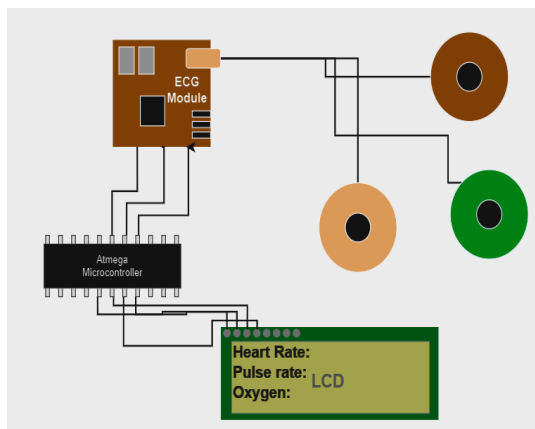 ECG
Module
Atmega
Microcontroller
Heart Rate:
Pulse rate:
LCD
Oxygen: